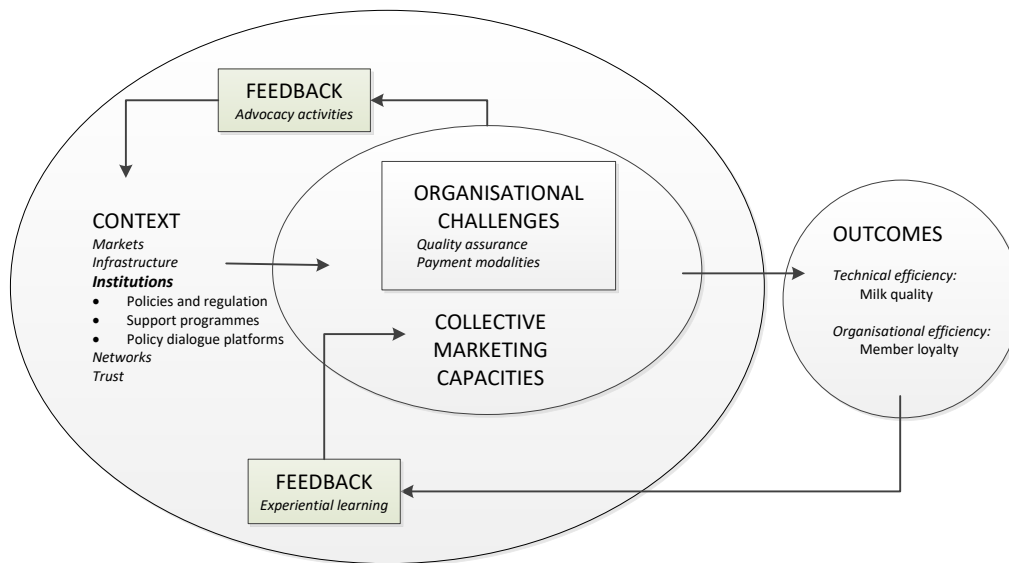 FEEDBACK
Advocacy activities
CONTEXT
Markets
Infrastructure
Institutions
• Policies and regulation
• Support programmes
• Policy dialogue platforms
Networks
Trust
ORGANISATIONAL
CHALLENGES
Quality assurance
Payment modalities
COLLECTIVE
MARKETING
CAPACITIES
FEEDBACK
Experiential learning
OUTCOMES
Technical efficiency:
Milk quality
Organisational efficiency:
Member loyalty